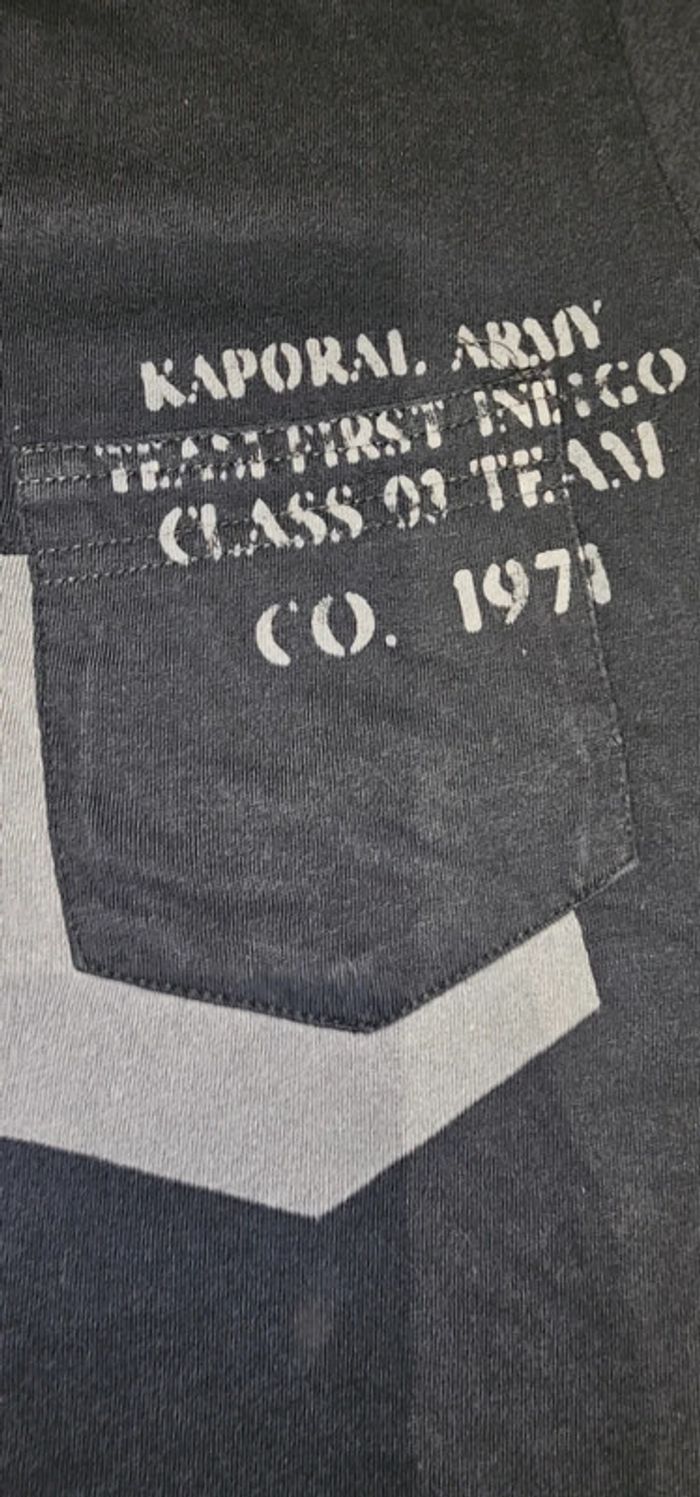 KAPORAL ARMY
TEAM FIRST INDIGO
CLASS 03 TEAM
CO. 1971